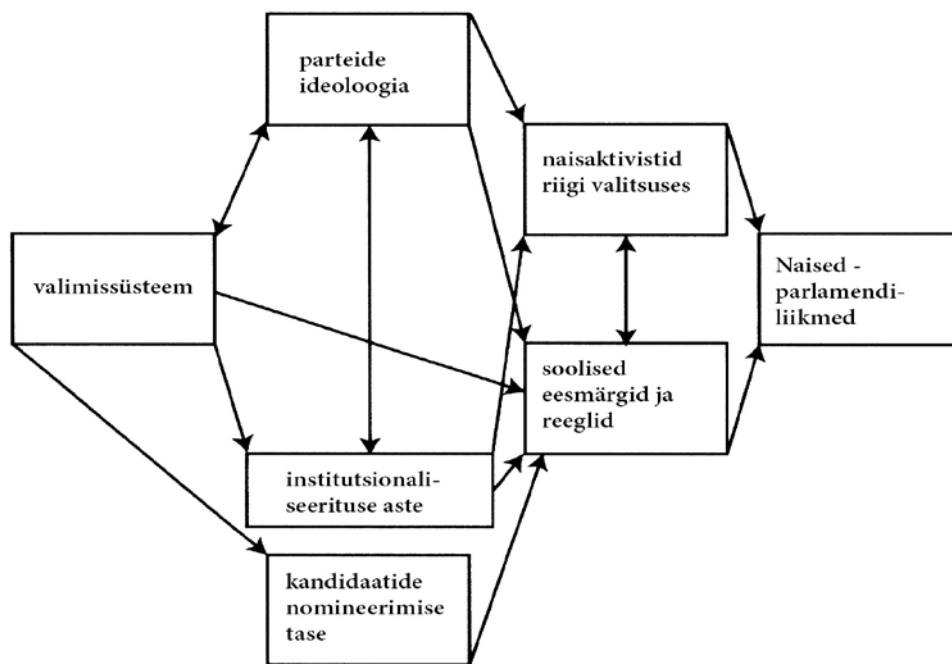 parteide
ideoloogia
naisaktivistid
riigi valitsuses
valimissüsteem
Naised -
parlamendi-
liikmed
soolised
eesmärgid ja
reeglid
institutsionali-
seerituse aste
kandidaatide
nomineerimise
tase